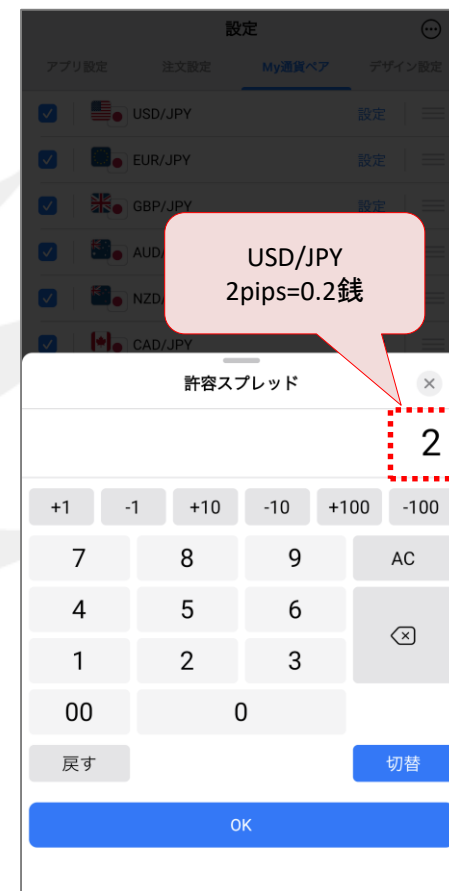 設定
アプリ設定 注文設定 My通貨ペア デザイン設定
USD/JPY 設定
EUR/JPY 設定
GBP/JPY 設定
AUD/
NZD/
CAD/JPY
USD/JPY
2pips=0.2銭
許容スプレッド
2
+1 -1 +10 -10 +100 -100
7 8 9 AC
4 5 6
1 2 3
00 0
戻す 切替
OK